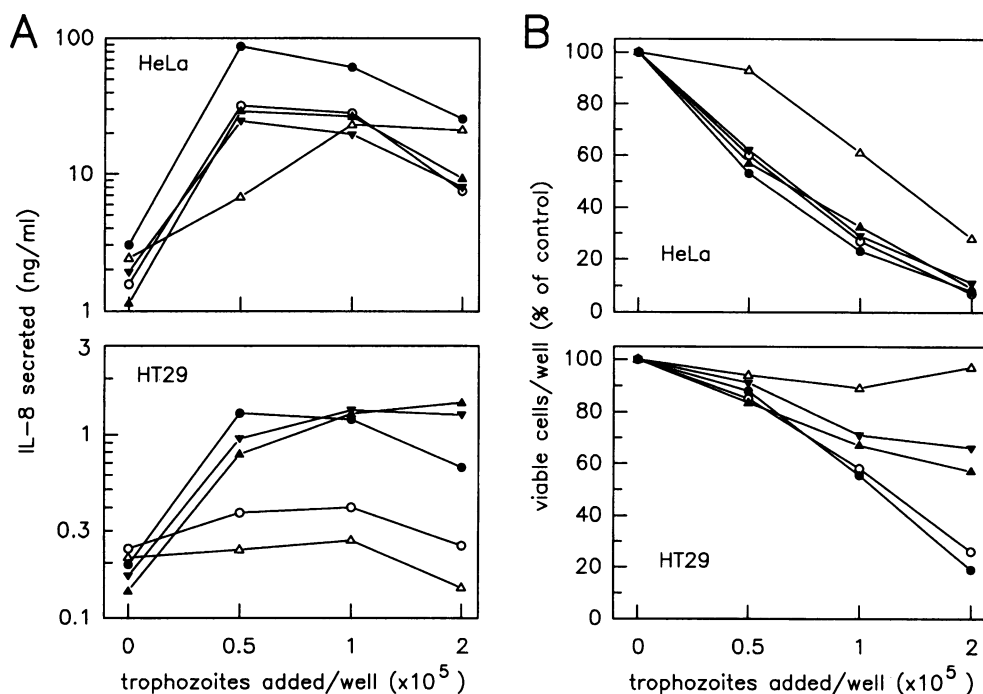 A
IL-8 secreted (ng/ml)
100
10
1
HeLa
3
1
0.3
0.1
HT29
0 0.5 1 2
trophozoites added/well (x10⁵)
B
viable cells/well (% of control)
100
80
60
40
20
0
HeLa
100
80
60
40
20
0
HT29
0 0.5 1 2
trophozoites added/well (x10⁵)